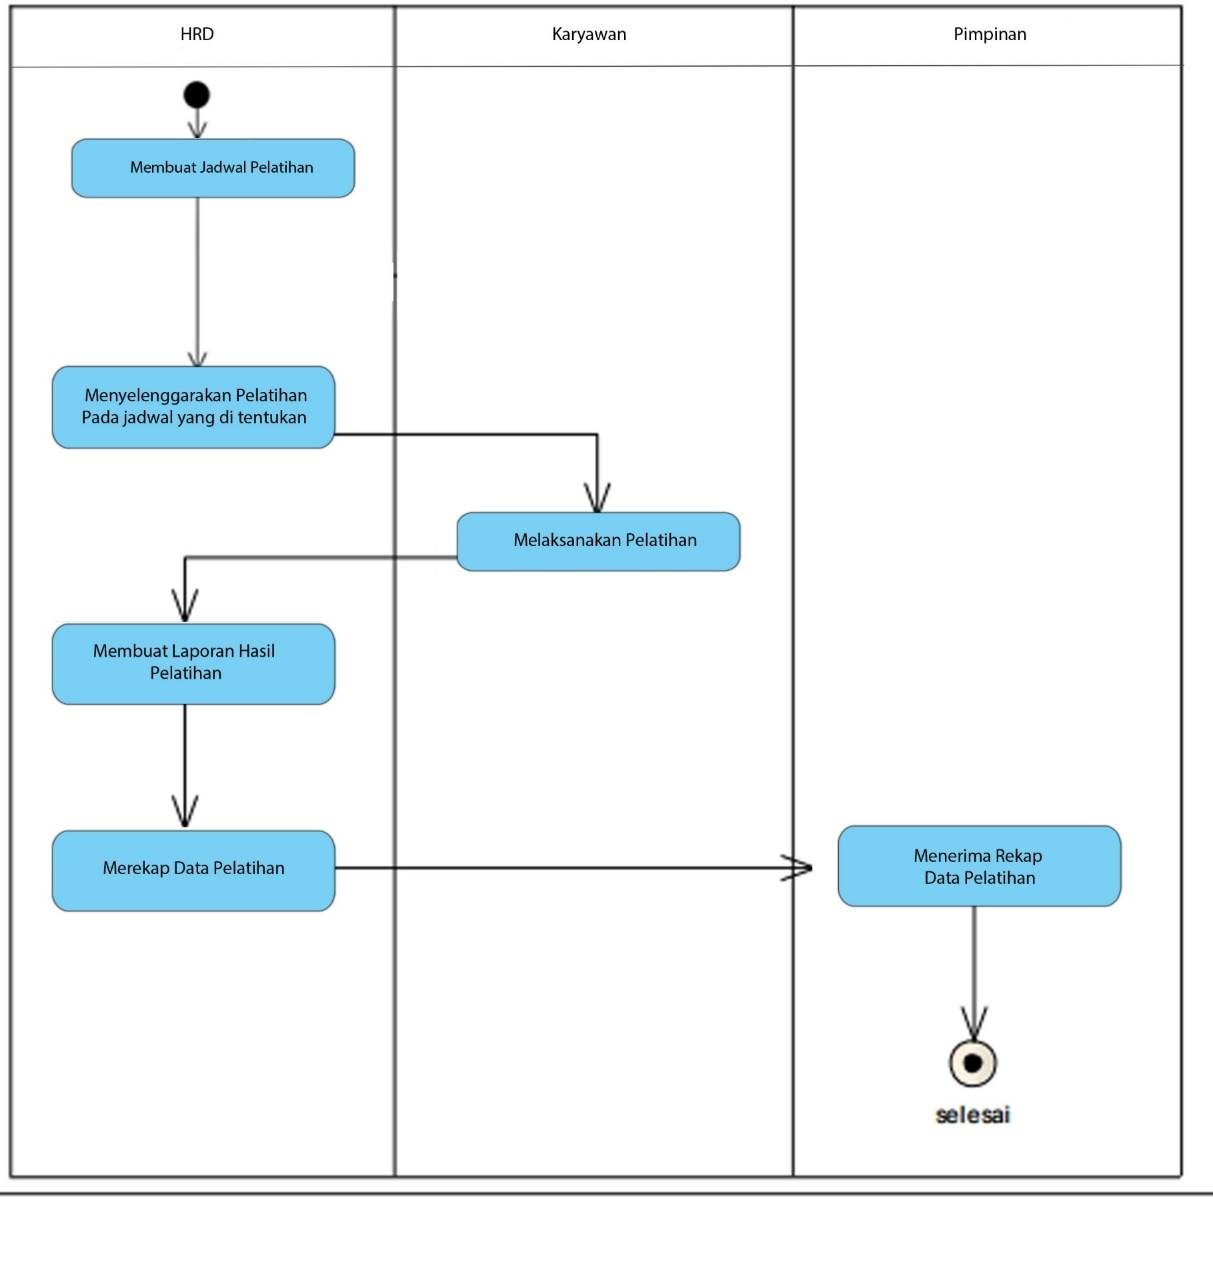 HRD
Karyawan
Pimpinan
Membuat Jadwal Pelatihan
Menyelenggarakan Pelatihan
Pada jadwal yang di tentukan
Melaksanakan Pelatihan
Membuat Laporan Hasil
Pelatihan
Merekap Data Pelatihan
Menerima Rekap
Data Pelatihan
selesai